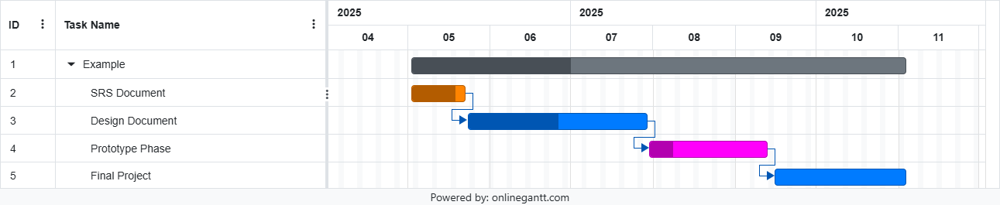 2025 2025 2025
ID Task Name
04 05 06 07 08 09 10 11
1 Example
2 SRS Document
3 Design Document
4 Prototype Phase
5 Final Project
Powered by: onlinegantt.com